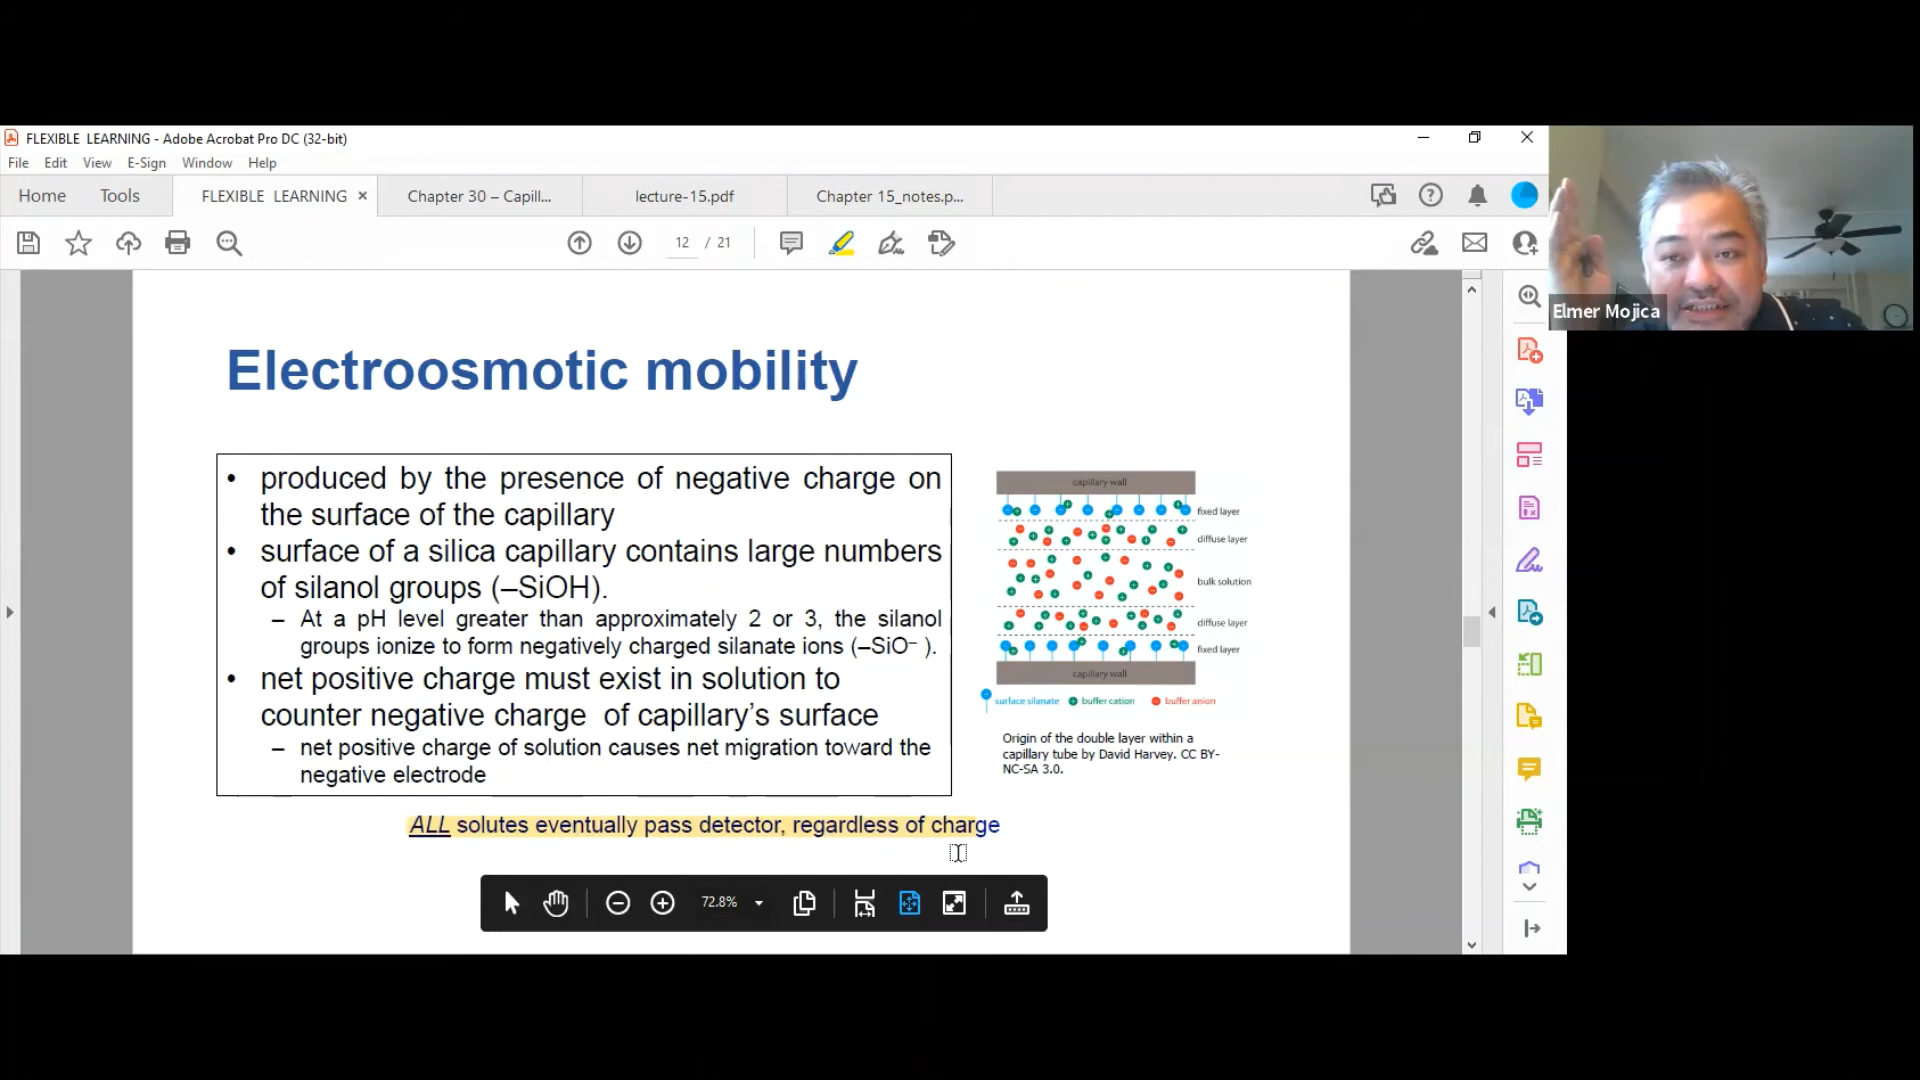 FLEXIBLE LEARNING - Adobe Acrobat Pro DC (32-bit)
File Edit View E-Sign Window Help
Home Tools FLEXIBLE LEARNING × Chapter 30 – Capill... lecture-15.pdf Chapter 15_notes.p...
12 / 21
Elmer Mojica
Electroosmotic mobility
• produced by the presence of negative charge on
the surface of the capillary
• surface of a silica capillary contains large numbers
of silanol groups (–SiOH).
– At a pH level greater than approximately 2 or 3, the silanol
groups ionize to form negatively charged silanate ions (–SiO⁻ ).
• net positive charge must exist in solution to
counter negative charge of capillary’s surface
– net positive charge of solution causes net migration toward the
negative electrode
capillary wall
fixed layer
diffuse layer
bulk solution
diffuse layer
fixed layer
capillary wall
surface silanate buffer cation buffer anion
Origin of the double layer within a
capillary tube by David Harvey. CC BY-
NC-SA 3.0.
ALL solutes eventually pass detector, regardless of charge
72.8%